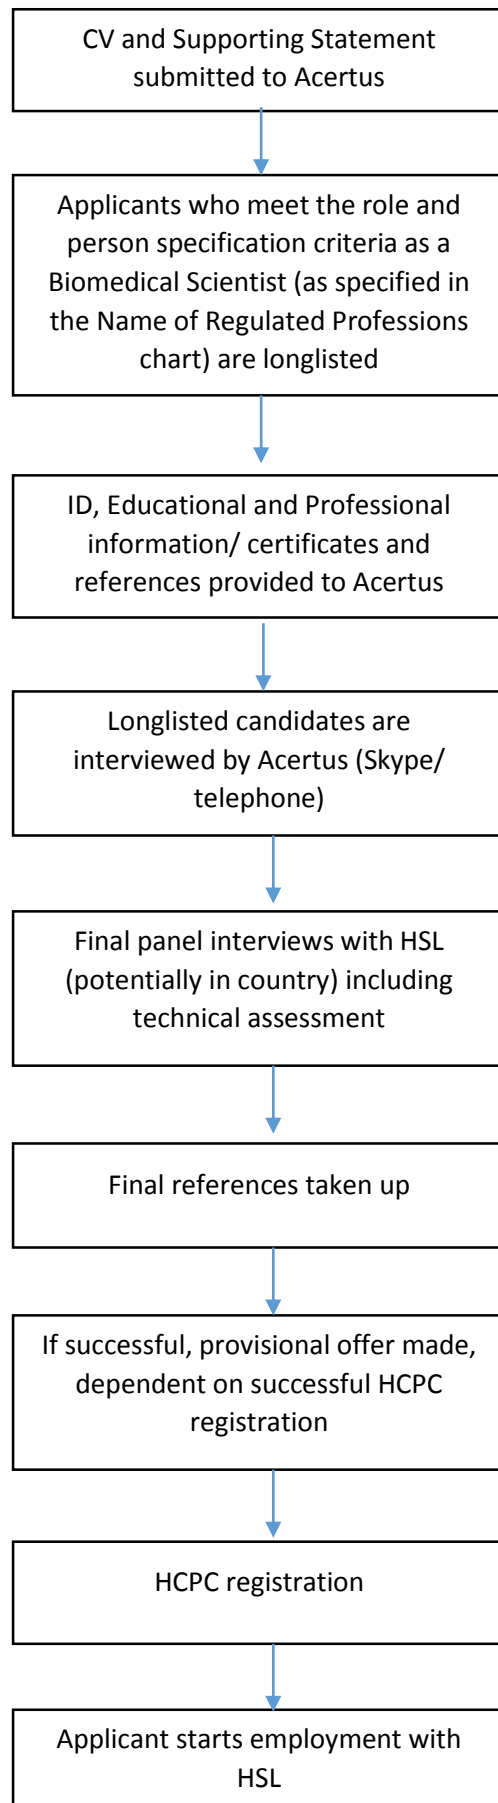 CV and Supporting Statement
submitted to Acertus
Applicants who meet the role and
person specification criteria as a
Biomedical Scientist (as specified in
the Name of Regulated Professions
chart) are longlisted
ID, Educational and Professional
information/ certificates and
references provided to Acertus
Longlisted candidates are
interviewed by Acertus (Skype/
telephone)
Final panel interviews with HSL
(potentially in country) including
technical assessment
Final references taken up
If successful, provisional offer made,
dependent on successful HCPC
registration
HCPC registration
Applicant starts employment with
HSL